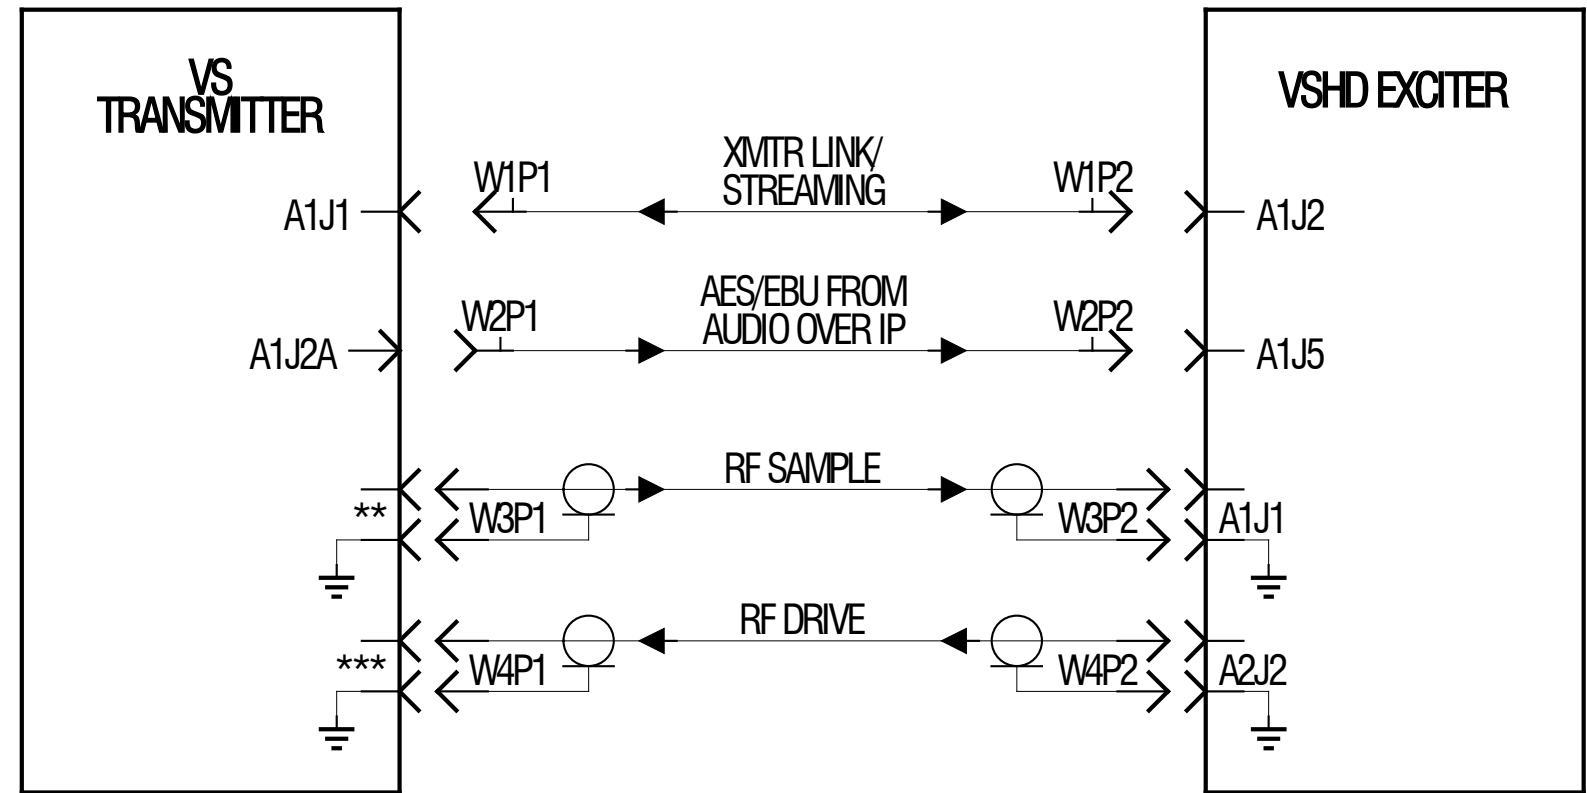 VS
TRANSMITTER
VSHD EXCITER
W1P1
XMTR LINK/
STREAMING
W1P2
A1J1
A1J2
W2P1
AES/EBU FROM
AUDIO OVER IP
W2P2
A1J2A
A1J5
RF SAMPLE
**
W3P1
W3P2
A1J1
RF DRIVE
***
W4P1
W4P2
A2J2